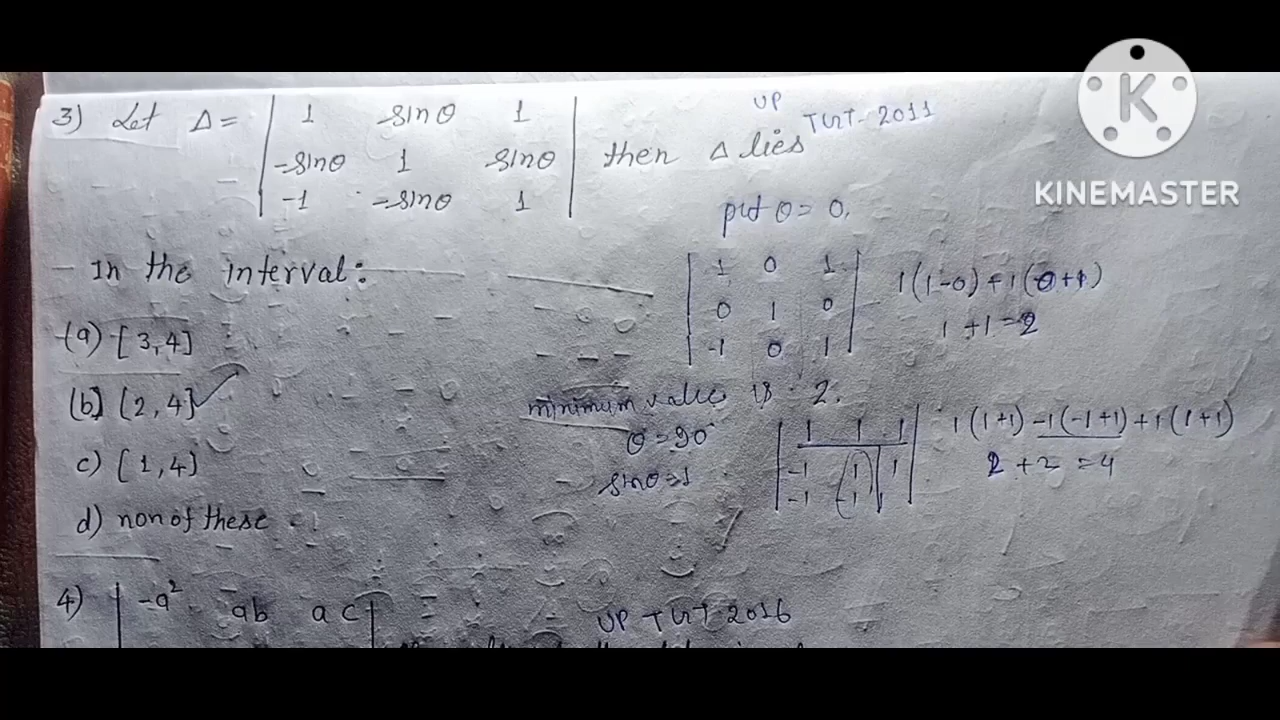 3) Let Δ = | 1 sinθ 1 |
| -sinθ 1 sinθ | then Δ lies
| -1 -sinθ 1 |
UP TGT- 2011
K
KINEMASTER
in the interval:
(a) [3,4]
(b) [2,4] ✓
c) [1,4]
d) non of these
put θ = 0,
| 1 0 1 |
| 0 1 0 |
| -1 0 1 |
1(1-0)+1(0+1)
1+1=2
minimum value is 2.
θ=90°
sinθ=1
| 1 1 1 |
| -1 1 1 |
| -1 -1 1 |
1(1+1)-1(-1+1)+1(1+1)
2+2=4
4) | -a² ab ac |
UP TGT 2016